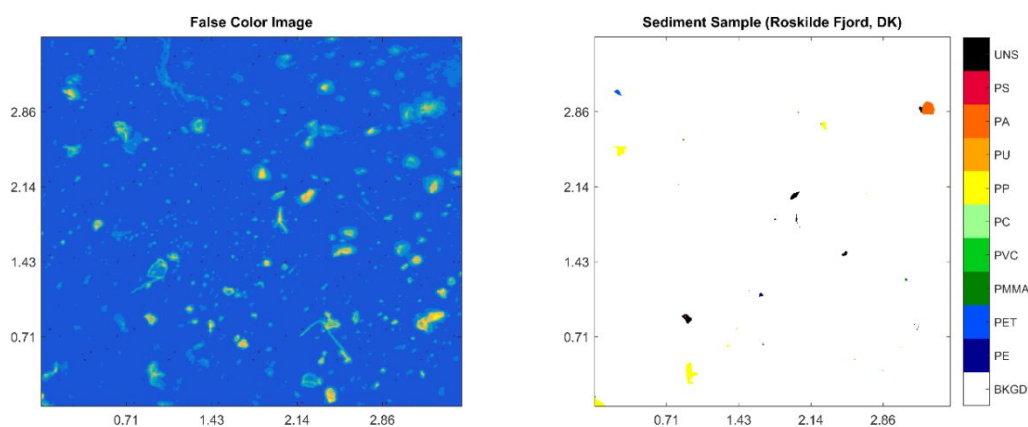 False Color Image
2.86
2.14
1.43
0.71
0.71 1.43 2.14 2.86
Sediment Sample (Roskilde Fjord, DK)
2.86
2.14
1.43
0.71
0.71 1.43 2.14 2.86
UNS
PS
PA
PU
PP
PC
PVC
PMMA
PET
PE
BKGD